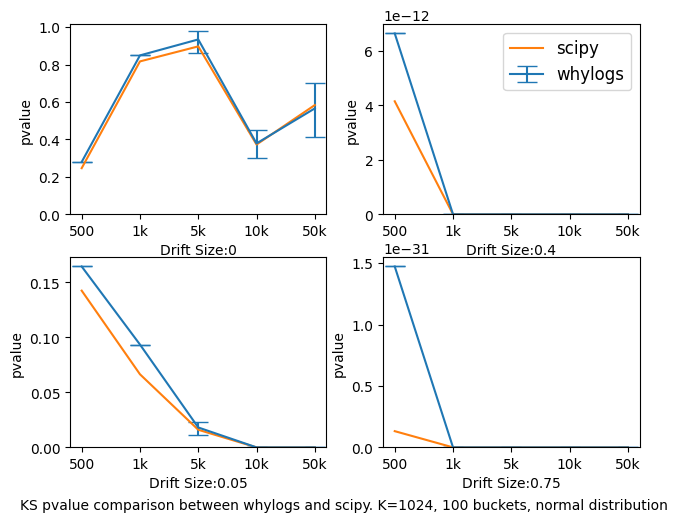 1.0
0.8
0.6
0.4
0.2
0.0
pvalue
500 1k 5k 10k 50k
Drift Size:0
1e−12
6
4
2
0
pvalue
scipy
whylogs
500 1k 5k 10k 50k
Drift Size:0.4
0.15
0.10
0.05
0.00
pvalue
500 1k 5k 10k 50k
Drift Size:0.05
1e−31
1.5
1.0
0.5
0.0
pvalue
500 1k 5k 10k 50k
Drift Size:0.75
KS pvalue comparison between whylogs and scipy. K=1024, 100 buckets, normal distribution